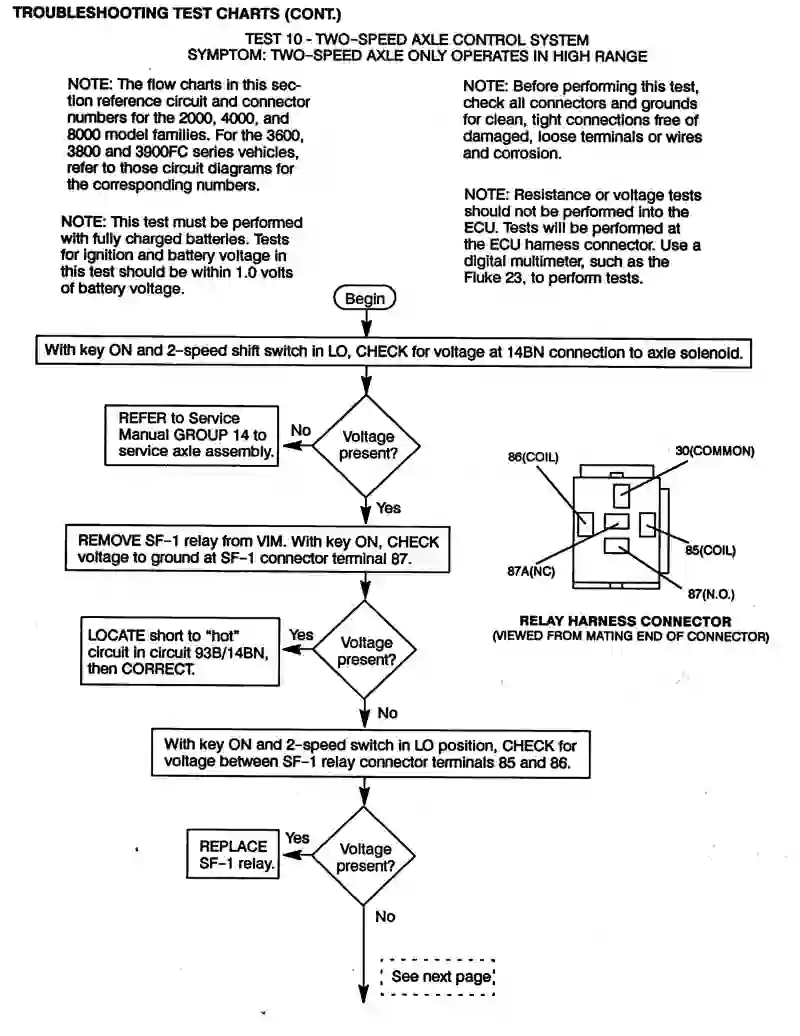 TROUBLESHOOTING TEST CHARTS (CONT.)
TEST 10 - TWO-SPEED AXLE CONTROL SYSTEM
SYMPTOM: TWO-SPEED AXLE ONLY OPERATES IN HIGH RANGE
NOTE: The flow charts in this sec-
tion reference circuit and connector
numbers for the 2000, 4000, and
8000 model families. For the 3600,
3800 and 3900FC series vehicles,
refer to those circuit diagrams for
the corresponding numbers.
NOTE: This test must be performed
with fully charged batteries. Tests
for ignition and battery voltage in
this test should be within 1.0 volts
of battery voltage.
NOTE: Before performing this test,
check all connectors and grounds
for clean, tight connections free of
damaged, loose terminals or wires
and corrosion.
NOTE: Resistance or voltage tests
should not be performed into the
ECU. Tests will be performed at
the ECU harness connector. Use a
digital multimeter, such as the
Fluke 23, to perform tests.
Begin
With key ON and 2-speed shift switch in LO, CHECK for voltage at 14BN connection to axle solenoid.
REFER to Service
Manual GROUP 14 to
service axle assembly.
No
Voltage
present?
Yes
REMOVE SF-1 relay from VIM. With key ON, CHECK
voltage to ground at SF-1 connector terminal 87.
LOCATE short to "hot"
circuit in circuit 93B/14BN,
then CORRECT.
Yes
Voltage
present?
No
With key ON and 2-speed switch in LO position, CHECK for
voltage between SF-1 relay connector terminals 85 and 86.
REPLACE
SF-1 relay.
Yes
Voltage
present?
No
See next page
86(COIL)
30(COMMON)
87A(NC)
85(COIL)
87(N.O.)
RELAY HARNESS CONNECTOR
(VIEWED FROM MATING END OF CONNECTOR)